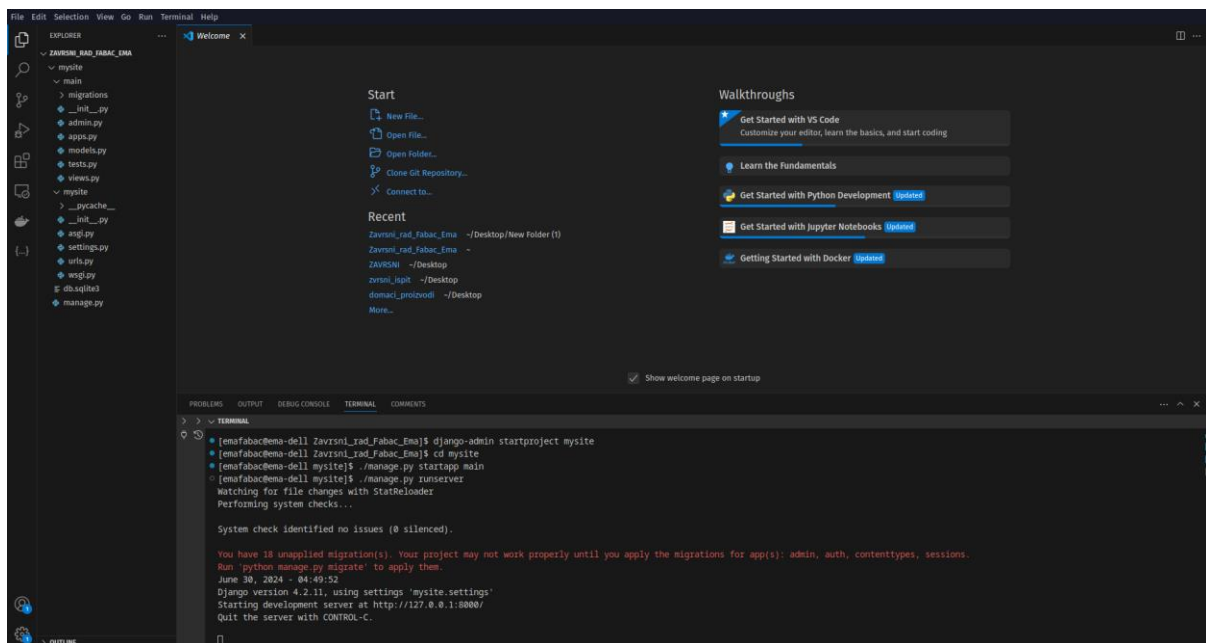 File Edit Selection View Go Run Terminal Help
EXPLORER ...
ZAVRSNI_RAD_FABAC_EMA
mysite
main
migrations
__init__.py
admin.py
apps.py
models.py
tests.py
views.py
mysite
__pycache__
__init__.py
asgi.py
settings.py
urls.py
wsgi.py
db.sqlite3
manage.py
OUTLINE
Welcome
Start
New File...
Open File...
Open Folder...
Clone Git Repository...
Connect to...
Recent
Zavrsni_rad_Fabac_Ema ~/Desktop/New Folder (1)
Zavrsni_rad_Fabac_Ema ~
ZAVRSNI ~/Desktop
zvrsni_ispit ~/Desktop
domaci_proizvodi ~/Desktop
More...
Walkthroughs
Get Started with VS Code
Customize your editor, learn the basics, and start coding
Learn the Fundamentals
Get Started with Python Development Updated
Get Started with Jupyter Notebooks Updated
Getting Started with Docker Updated
Show welcome page on startup
PROBLEMS OUTPUT DEBUG CONSOLE TERMINAL COMMENTS
TERMINAL
[emafabac@ema-dell Zavrsni_rad_Fabac_Ema]$ django-admin startproject mysite
[emafabac@ema-dell Zavrsni_rad_Fabac_Ema]$ cd mysite
[emafabac@ema-dell mysite]$ ./manage.py startapp main
[emafabac@ema-dell mysite]$ ./manage.py runserver
Watching for file changes with StatReloader
Performing system checks...
System check identified no issues (0 silenced).
You have 18 unapplied migration(s). Your project may not work properly until you apply the migrations for app(s): admin, auth, contenttypes, sessions.
Run 'python manage.py migrate' to apply them.
June 30, 2024 - 04:49:52
Django version 4.2.11, using settings 'mysite.settings'
Starting development server at http://127.0.0.1:8000/
Quit the server with CONTROL-C.